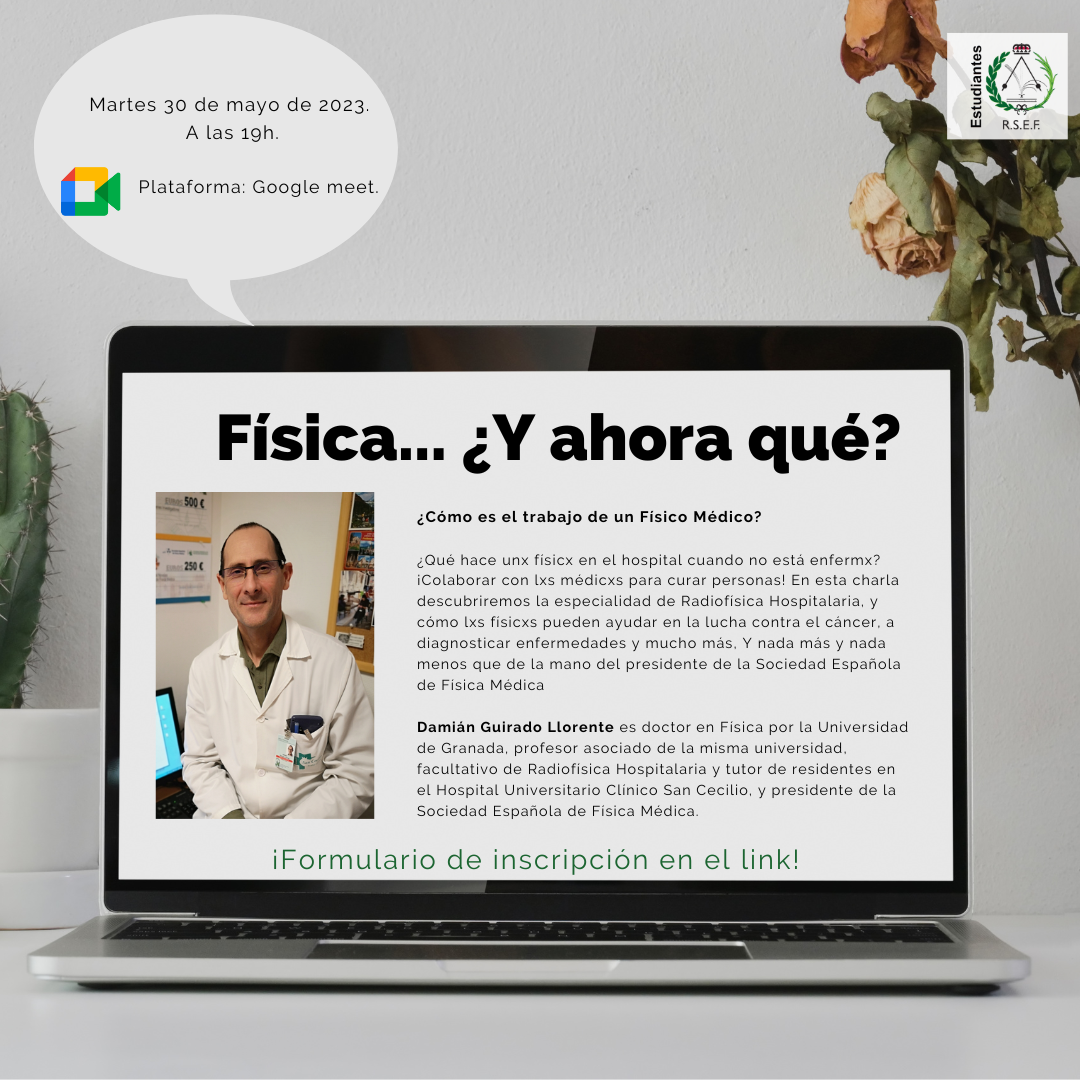 Martes 30 de mayo de 2023.
A las 19h.
Plataforma: Google meet.
Estudiantes
R.S.E.F.
Física... ¿Y ahora qué?
500 €
250 €
¿Cómo es el trabajo de un Físico Médico?
¿Qué hace unx físicx en el hospital cuando no está enfermx?
¡Colaborar con lxs médicxs para curar personas! En esta charla
descubriremos la especialidad de Radiofísica Hospitalaria, y
cómo lxs físicxs pueden ayudar en la lucha contra el cáncer, a
diagnosticar enfermedades y mucho más, Y nada más y nada
menos que de la mano del presidente de la Sociedad Española
de Física Médica
Damián Guirado Llorente es doctor en Física por la Universidad
de Granada, profesor asociado de la misma universidad,
facultativo de Radiofísica Hospitalaria y tutor de residentes en
el Hospital Universitario Clínico San Cecilio, y presidente de la
Sociedad Española de Física Médica.
¡Formulario de inscripción en el link!